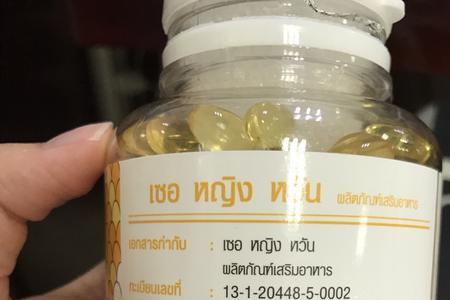 เซอ หญิง หวัน ผลิตภัณฑ์เสริมอาหาร
เอกสารกำกับ : เซอ หญิง หวัน
ผลิตภัณฑ์เสริมอาหาร
ทะเบียนเลขที่ : 13-1-20448-5-0002